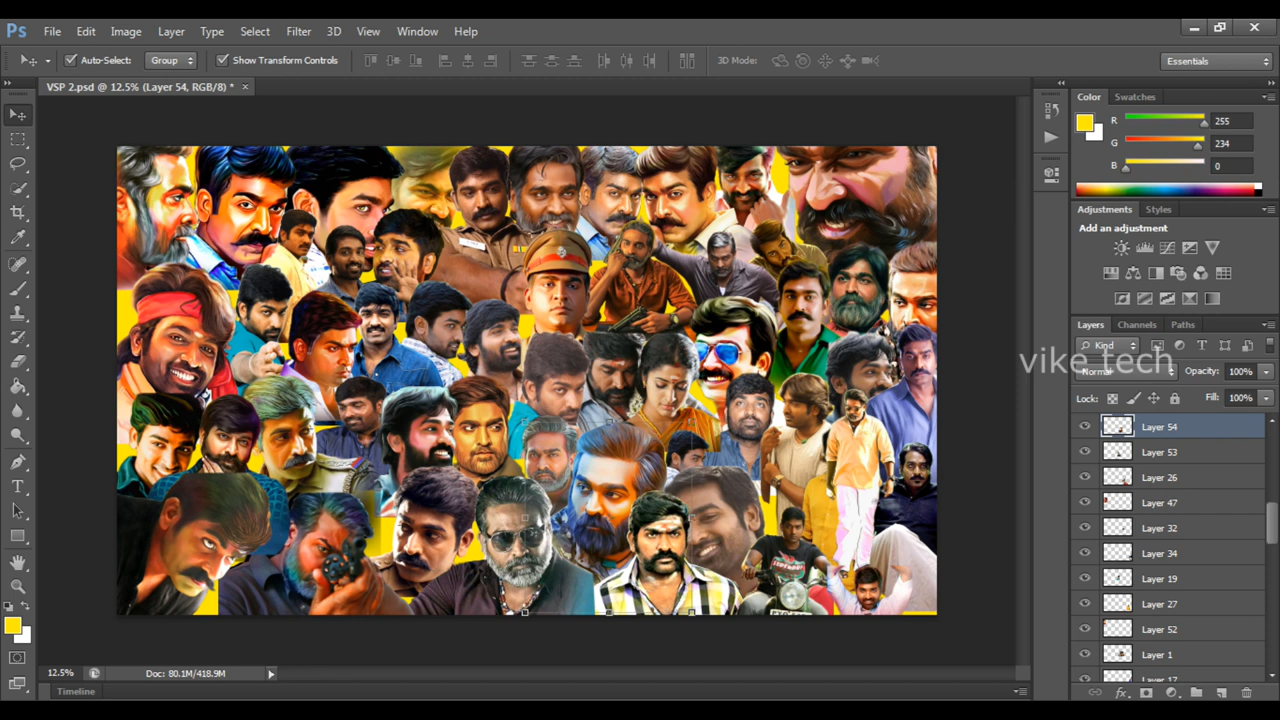 Ps File Edit Image Layer Type Select Filter 3D View Window Help
Auto-Select: Group Show Transform Controls 3D Mode: Essentials
VSP 2.psd @ 12.5% (Layer 54, RGB/8) * ×
Color Swatches
R 255
G 234
B 0
Adjustments Styles
Add an adjustment
Layers Channels Paths
Kind
vike_tech
Normal Opacity: 100%
Lock: Fill: 100%
Layer 54
Layer 53
Layer 26
Layer 47
Layer 32
Layer 34
Layer 19
Layer 27
Layer 52
Layer 1
Layer 17
12.5% Doc: 80.1M/418.9M
Timeline